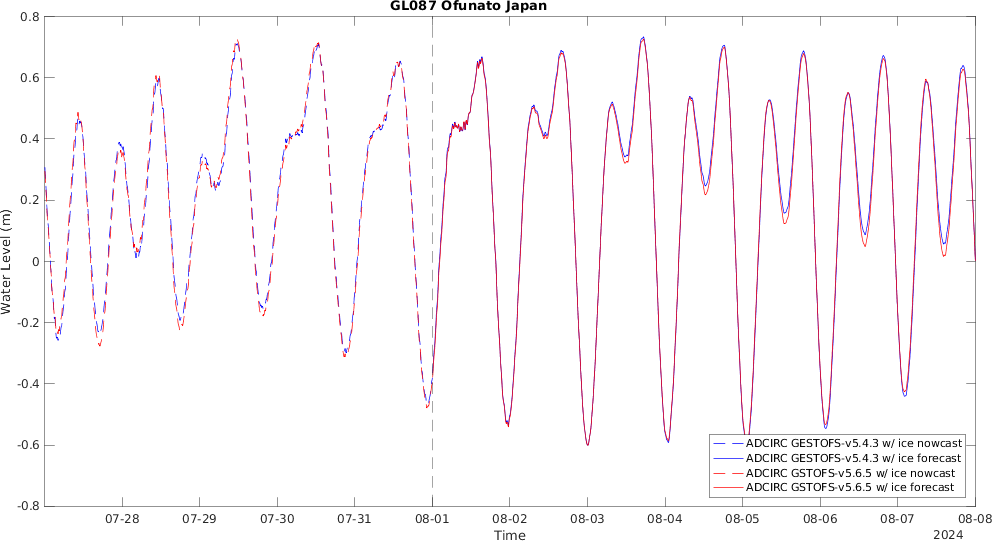 GL087 Ofunato Japan
0.8
0.6
0.4
0.2
0
-0.2
-0.4
-0.6
-0.8
Water Level (m)
ADCIRC GESTOFS-v5.4.3 w/ ice nowcast
ADCIRC GESTOFS-v5.4.3 w/ ice forecast
ADCIRC GSTOFS-v5.6.5 w/ ice nowcast
ADCIRC GSTOFS-v5.6.5 w/ ice forecast
07-28 07-29 07-30 07-31 08-01 08-02 08-03 08-04 08-05 08-06 08-07 08-08
Time
2024